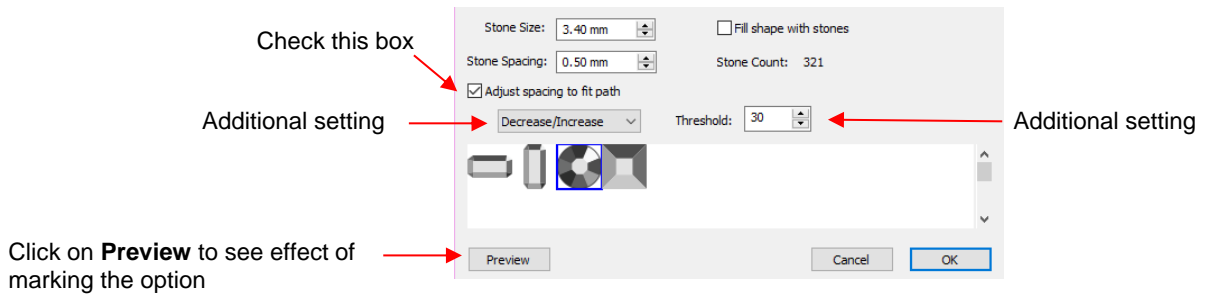 Stone Size: 3.40 mm Fill shape with stones
Check this box
Stone Spacing: 0.50 mm Stone Count: 321
Adjust spacing to fit path
Additional setting Decrease/Increase Threshold: 30 Additional setting
Click on Preview to see effect of
marking the option
Preview Cancel OK